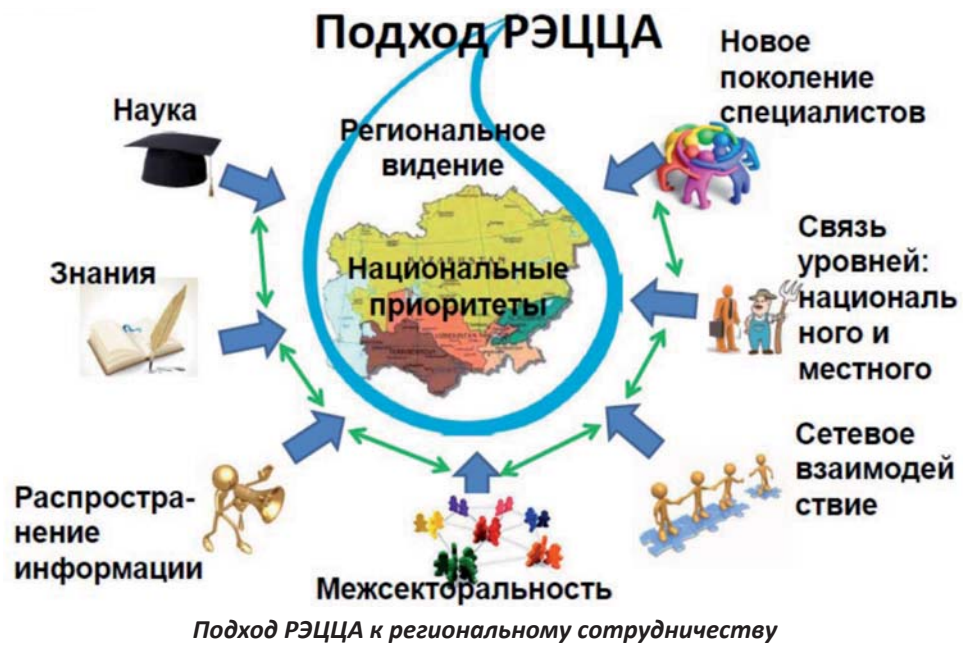 Подход РЭЦЦА
Новое
поколение
специалистов
Наука
Региональное
видение
Связь
уровней:
националь
ного и
местного
Знания
Национальные
приоритеты
Сетевое
взаимодей
ствие
Распростра-
нение
информации
Межсекторальность
Подход РЭЦЦА к региональному сотрудничеству